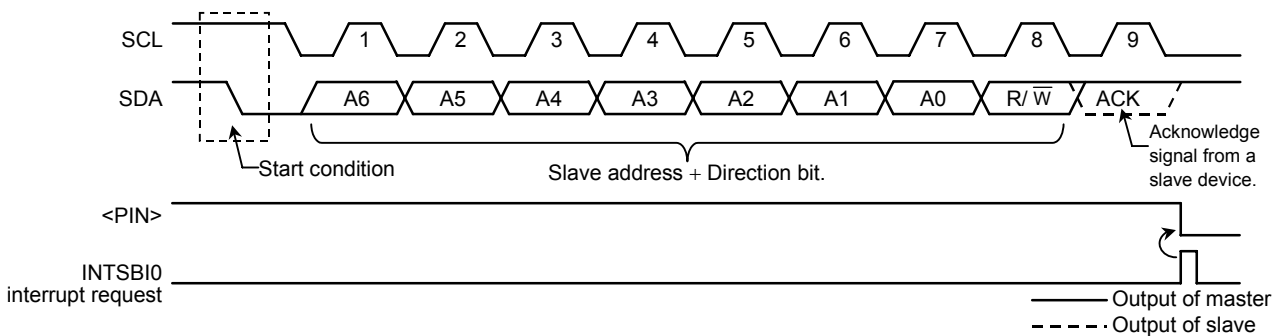 SCL 1 2 3 4 5 6 7 8 9
SDA A6 A5 A4 A3 A2 A1 A0 R/ W̅ ACK
Start condition
Slave address + Direction bit.
Acknowledge
signal from a
slave device.
<PIN>
INTSBI0
interrupt request
Output of master
Output of slave